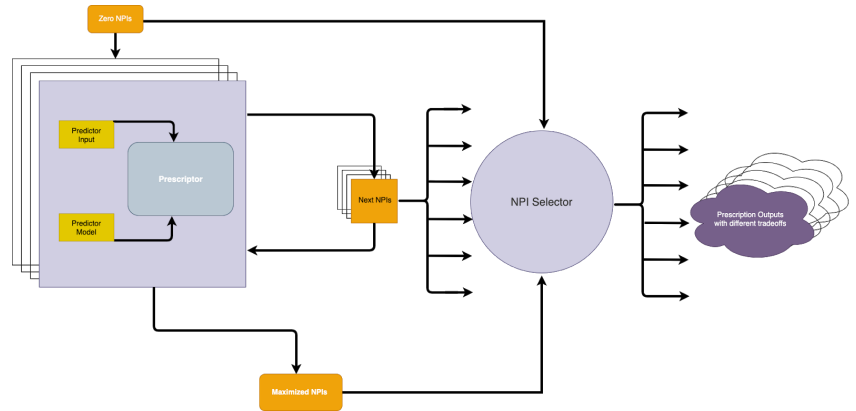 Zero NPIs
Predictor
Input
Prescriptor
Predictor
Model
Next NPIs
NPI Selector
Prescription Outputs
with different tradeoffs
Maximized NPIs